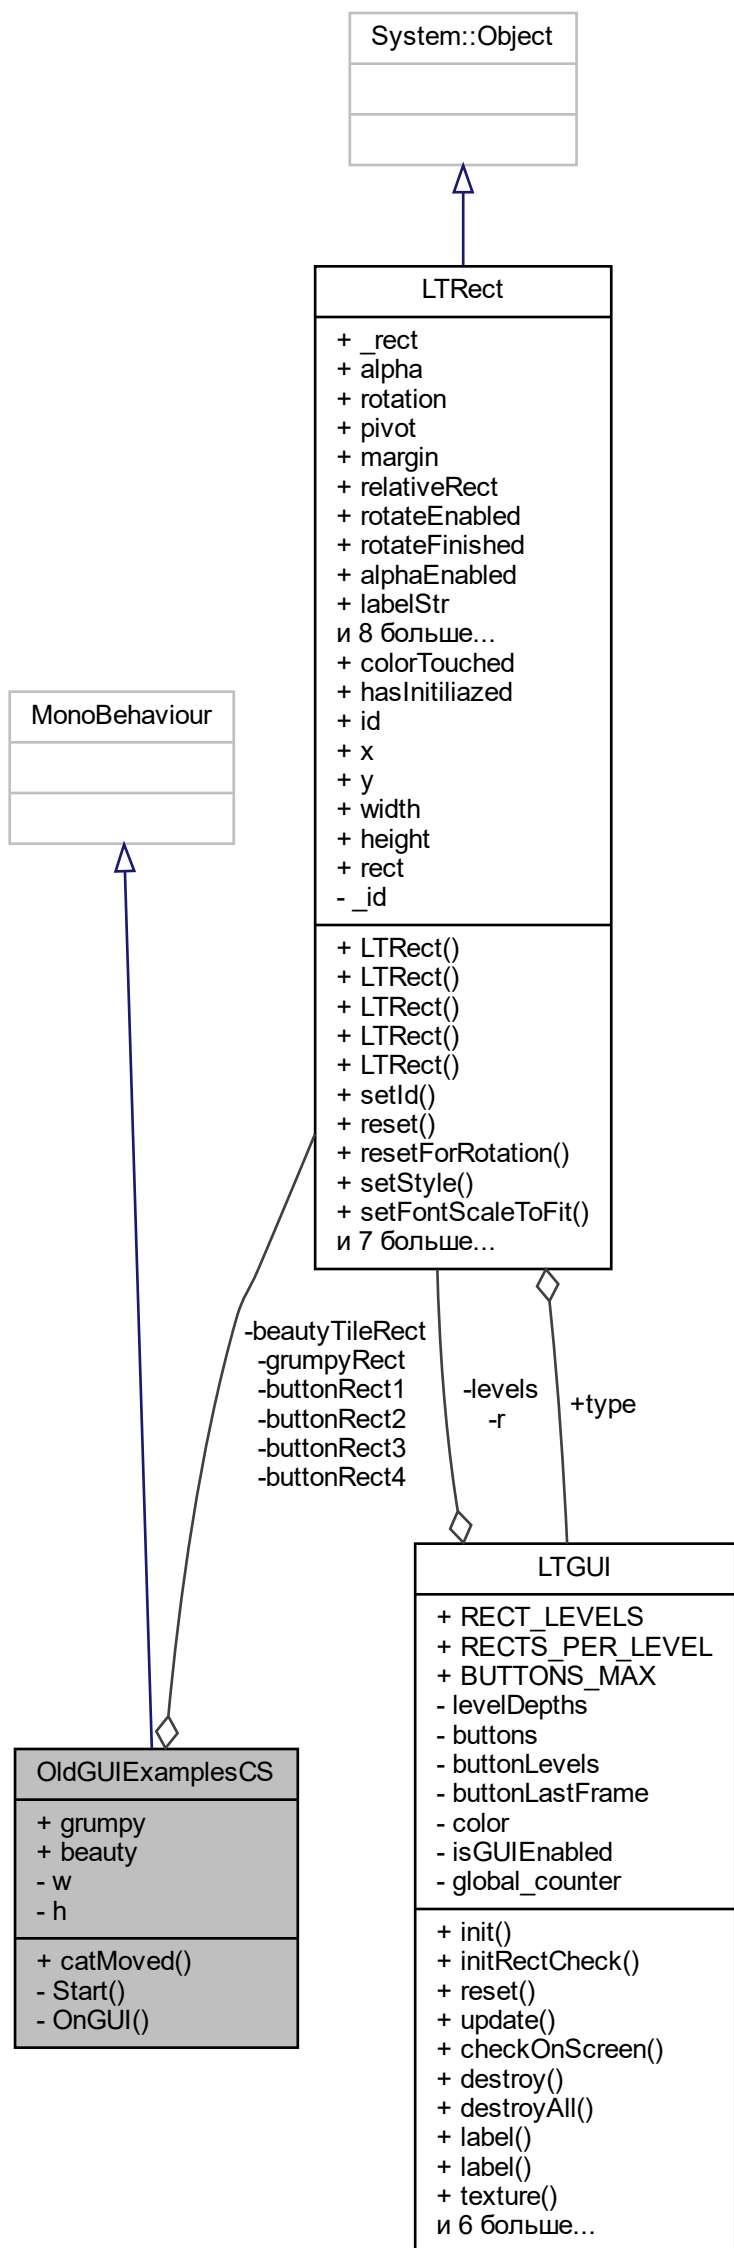 System::Object
LTRect
+ _rect
+ alpha
+ rotation
+ pivot
+ margin
+ relativeRect
+ rotateEnabled
+ rotateFinished
+ alphaEnabled
+ labelStr
и 8 больше...
+ colorTouched
+ hasInitiliazed
+ id
+ x
+ y
+ width
+ height
+ rect
- _id
+ LTRect()
+ LTRect()
+ LTRect()
+ LTRect()
+ LTRect()
+ setId()
+ reset()
+ resetForRotation()
+ setStyle()
+ setFontScaleToFit()
и 7 больше...
MonoBehaviour
-beautyTileRect
-grumpyRect
-buttonRect1
-buttonRect2
-buttonRect3
-buttonRect4
-levels
-r
+type
LTGUI
+ RECT_LEVELS
+ RECTS_PER_LEVEL
+ BUTTONS_MAX
- levelDepths
- buttons
- buttonLevels
- buttonLastFrame
- color
- isGUIEnabled
- global_counter
+ init()
+ initRectCheck()
+ reset()
+ update()
+ checkOnScreen()
+ destroy()
+ destroyAll()
+ label()
+ label()
+ texture()
и 6 больше...
OldGUIExamplesCS
+ grumpy
+ beauty
- w
- h
+ catMoved()
- Start()
- OnGUI()